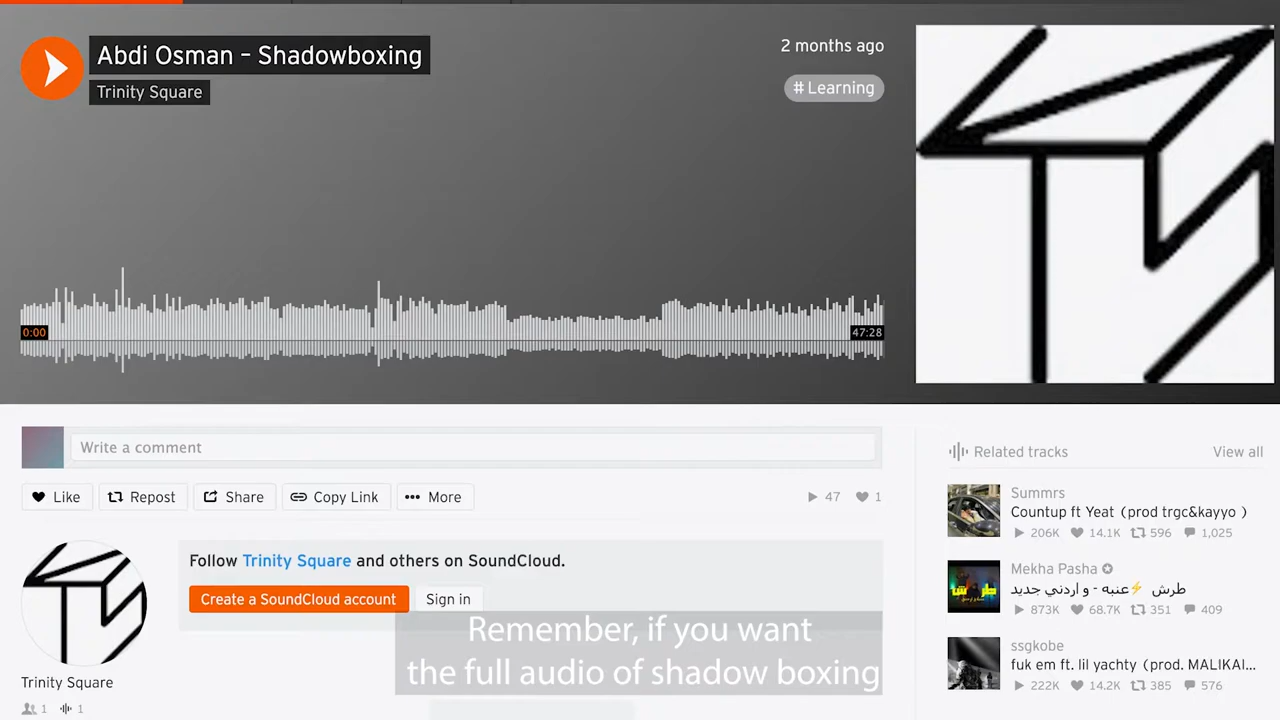 Abdi Osman – Shadowboxing
Trinity Square
2 months ago
# Learning
0:00
47:28
Write a comment
Like
Repost
Share
Copy Link
More
47
1
Follow Trinity Square and others on SoundCloud.
Create a SoundCloud account
Sign in
Trinity Square
1
1
Remember, if you want
the full audio of shadow boxing
Related tracks
View all
Summrs
Countup ft Yeat (prod trgc&kayyo )
206K 14.1K 596 1,025
Mekha Pasha
طرش ⚡عنبه - و اردني جديد
873K 68.7K 351 409
ssgkobe
fuk em ft. lil yachty (prod. MALIKAI...
222K 14.2K 385 576